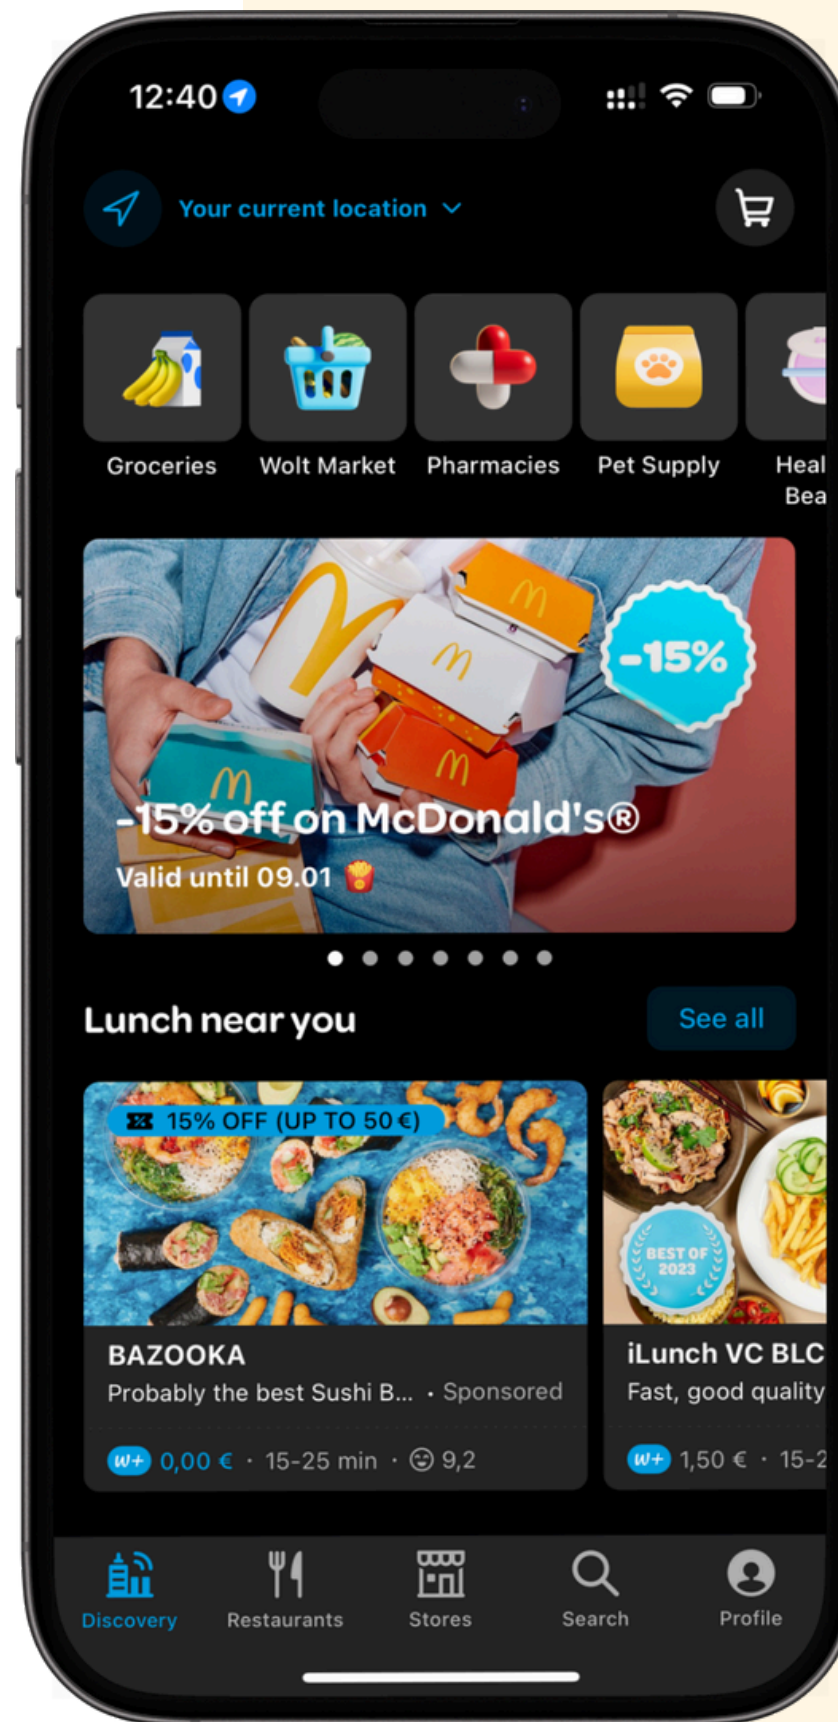 12:40
Your current location
Groceries
Wolt Market
Pharmacies
Pet Supply
Heal
Bea
-15%
-15% off on McDonald's®
Valid until 09.01
Lunch near you
See all
15% OFF (UP TO 50 €)
BEST OF
2023
BAZOOKA
Probably the best Sushi B... • Sponsored
W+ 0,00 € · 15-25 min · 9,2
iLunch VC BLC
Fast, good quality
W+ 1,50 € · 15-2
Discovery
Restaurants
Stores
Search
Profile